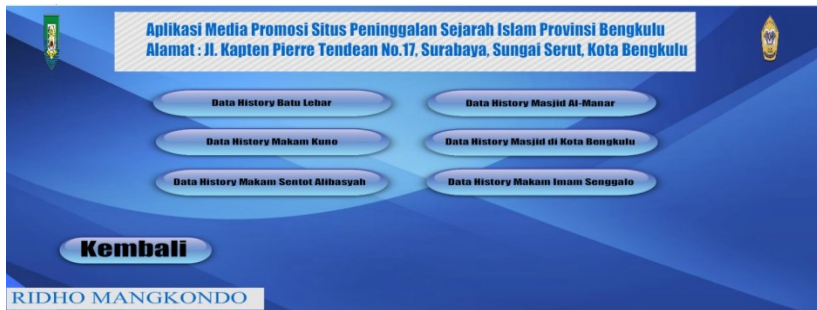 Aplikasi Media Promosi Situs Peninggalan Sejarah Islam Provinsi Bengkulu
Alamat : Jl. Kapten Pierre Tendean No.17, Surabaya, Sungai Serut, Kota Bengkulu
Data History Batu Lebar
Data History Masjid Al-Manar
Data History Makam Kuno
Data History Masjid di Kota Bengkulu
Data History Makam Sentot Alibasyah
Data History Makam Imam Senggalo
Kembali
RIDHO MANGKONDO